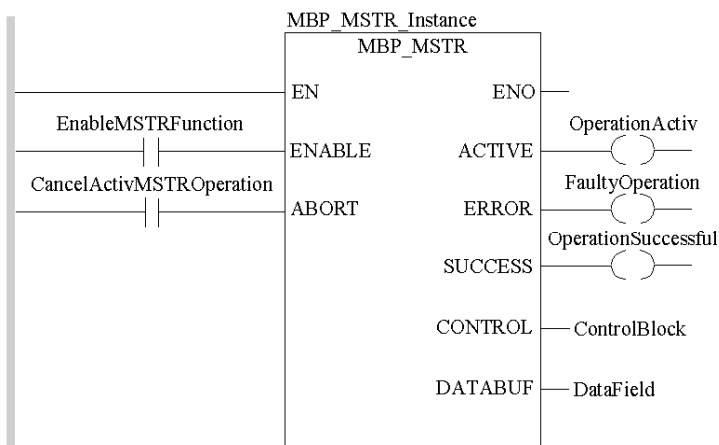 MBP_MSTR_Instance
MBP_MSTR
EN ENO
EnableMSTRFunction OperationActiv
ENABLE ACTIVE
CancelActivMSTROperation FaultyOperation
ABORT ERROR
OperationSuccessful
SUCCESS
CONTROL ControlBlock
DATABUF DataField